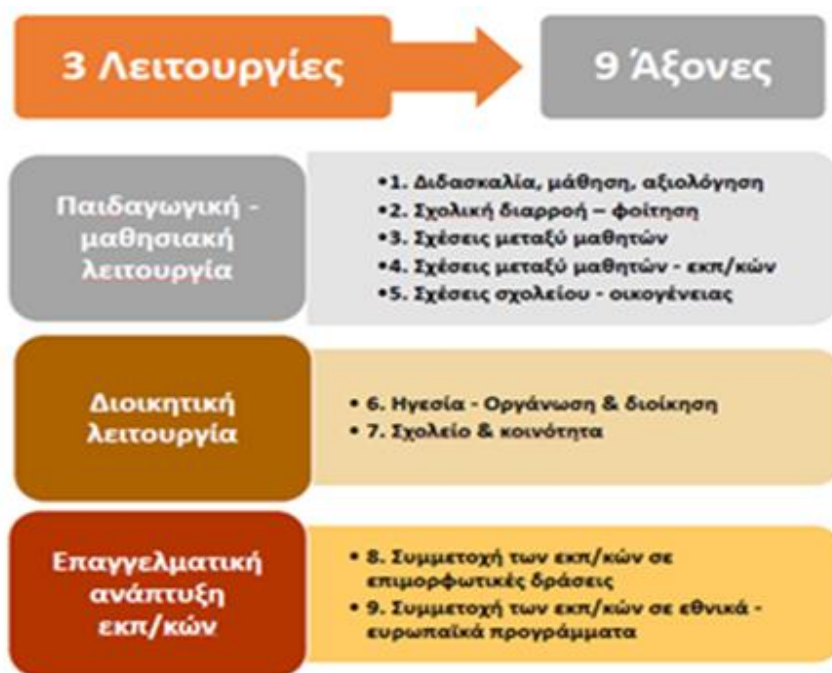 3 Λειτουργίες
9 Άξονες
Παιδαγωγική -
μαθησιακή
λειτουργία
•1. Διδασκαλία, μάθηση, αξιολόγηση
•2. Σχολική διαρροή – φοίτηση
•3. Σχέσεις μεταξύ μαθητών
•4. Σχέσεις μεταξύ μαθητών - εκπ/κών
•5. Σχέσεις σχολείου - οικογένειας
Διοικητική
λειτουργία
• 6. Ηγεσία - Οργάνωση & διοίκηση
• 7. Σχολείο & κοινότητα
Επαγγελματική
ανάπτυξη
εκπ/κών
• 8. Συμμετοχή των εκπ/κών σε
επιμορφωτικές δράσεις
• 9. Συμμετοχή των εκπ/κών σε εθνικά -
ευρωπαϊκά προγράμματα